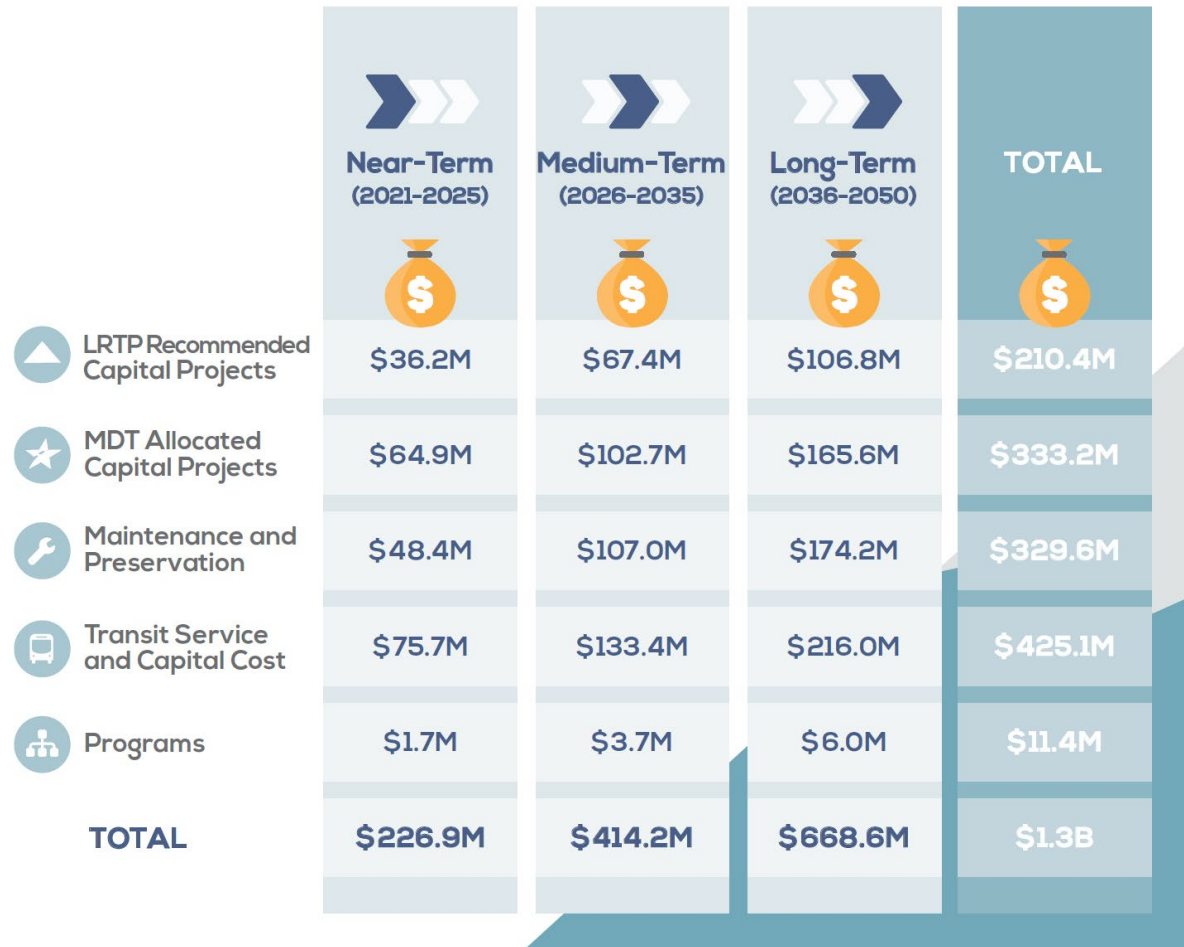 Near-Term
(2021-2025)
Medium-Term
(2026-2035)
Long-Term
(2036-2050)
TOTAL
$ $ $ $
LRTP Recommended
Capital Projects
$36.2M $67.4M $106.8M $210.4M
MDT Allocated
Capital Projects
$64.9M $102.7M $165.6M $333.2M
Maintenance and
Preservation
$48.4M $107.0M $174.2M $329.6M
Transit Service
and Capital Cost
$75.7M $133.4M $216.0M $425.1M
Programs $1.7M $3.7M $6.0M $11.4M
TOTAL $226.9M $414.2M $668.6M $1.3B